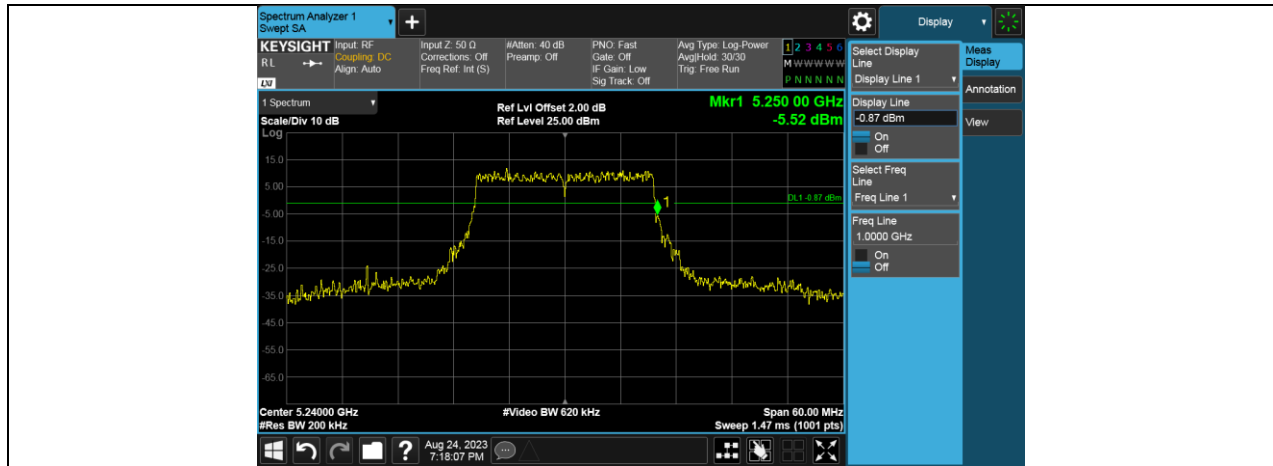 Spectrum Analyzer 1
Swept SA
Display
KEYSIGHT
RL
LXI
Input: RF
Coupling: DC
Align: Auto
Input Z: 50 Ω
Corrections: Off
Freq Ref: Int (S)
#Atten: 40 dB
Preamp: Off
PNO: Fast
Gate: Off
IF Gain: Low
Sig Track: Off
Avg Type: Log-Power
Avg|Hold: 30/30
Trig: Free Run
1 2 3 4 5 6
M W W W W W
P N N N N N
1 Spectrum
Scale/Div 10 dB
Log
Ref Lvl Offset 2.00 dB
Ref Level 25.00 dBm
Mkr1 5.250 00 GHz
-5.52 dBm
15.0
5.00
-5.00
-15.0
-25.0
-35.0
-45.0
-55.0
-65.0
DL1 -0.87 dBm
1
Center 5.24000 GHz
#Res BW 200 kHz
#Video BW 620 kHz
Span 60.00 MHz
Sweep 1.47 ms (1001 pts)
Select Display
Line
Display Line 1
Display Line
-0.87 dBm
On
Off
Select Freq
Line
Freq Line 1
Freq Line
1.0000 GHz
On
Off
Meas
Display
Annotation
View
?
Aug 24, 2023
7:18:07 PM